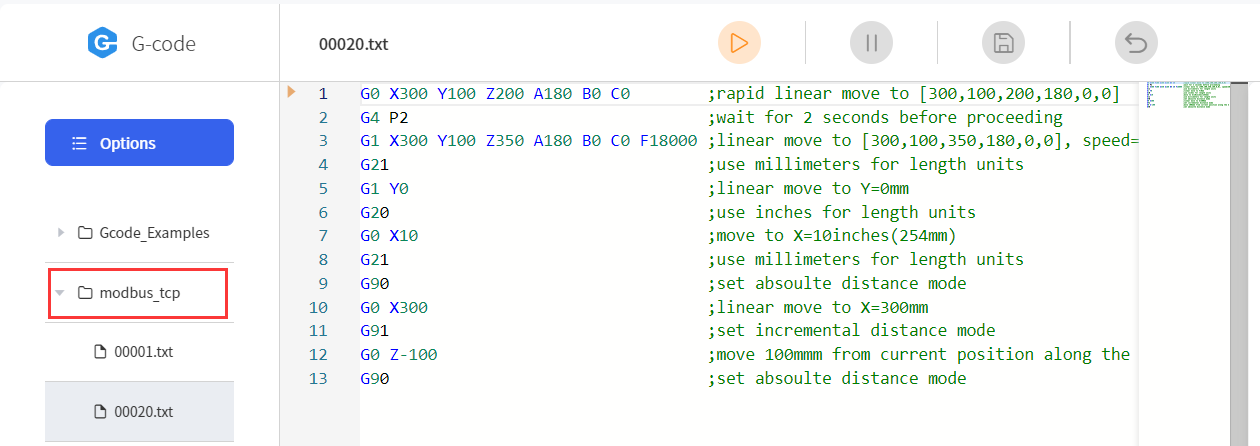 G-code
00020.txt
Options
Gcode_Examples
modbus_tcp
00001.txt
00020.txt
1 G0 X300 Y100 Z200 A180 B0 C0 ;rapid linear move to [300,100,200,180,0,0]
2 G4 P2 ;wait for 2 seconds before proceeding
3 G1 X300 Y100 Z350 A180 B0 C0 F18000 ;linear move to [300,100,350,180,0,0], speed=
4 G21 ;use millimeters for length units
5 G1 Y0 ;linear move to Y=0mm
6 G20 ;use inches for length units
7 G0 X10 ;move to X=10inches(254mm)
8 G21 ;use millimeters for length units
9 G90 ;set absoulte distance mode
10 G0 X300 ;linear move to X=300mm
11 G91 ;set incremental distance mode
12 G0 Z-100 ;move 100mmm from current position along the
13 G90 ;set absoulte distance mode